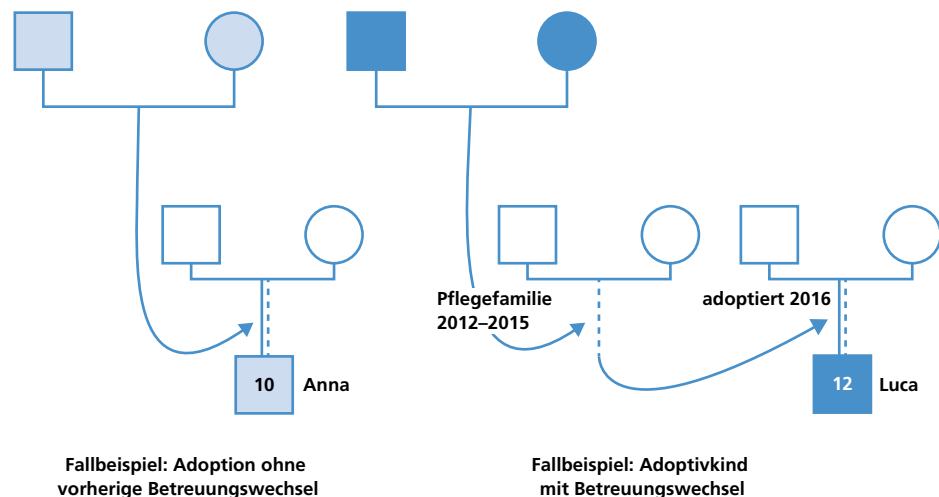 Pflegefamilie
2012–2015
adoptiert 2016
10
Anna
12
Luca
Fallbeispiel: Adoption ohne
vorherige Betreuungswechsel
Fallbeispiel: Adoptivkind
mit Betreuungswechsel